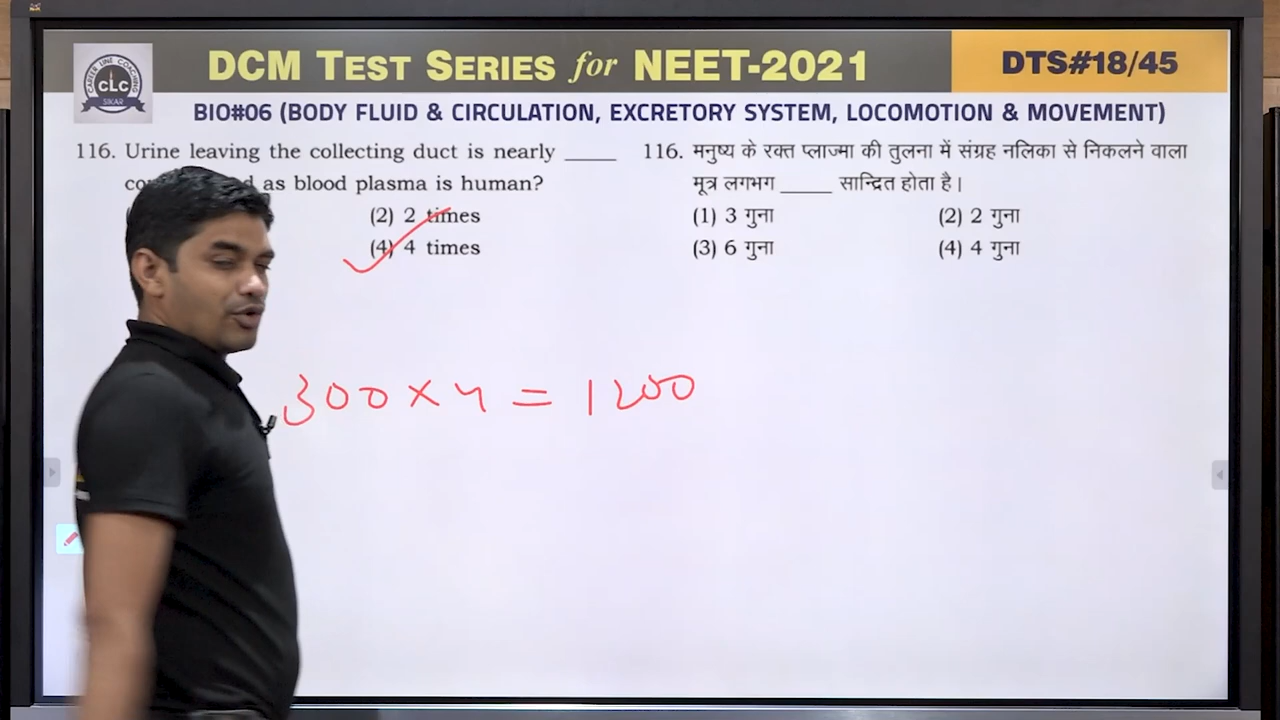 DCM TEST SERIES for NEET-2021
DTS#18/45
CAREER LINE COACHING
CLC
SIKAR
BIO#06 (BODY FLUID & CIRCULATION, EXCRETORY SYSTEM, LOCOMOTION & MOVEMENT)
116. Urine leaving the collecting duct is nearly _____
as blood plasma is human?
(2) 2 times
(4) 4 times
116. मनुष्य के रक्त प्लाज्मा की तुलना में संग्रह नलिका से निकलने वाला
मूत्र लगभग _____ सान्द्रित होता है।
(1) 3 गुना (2) 2 गुना
(3) 6 गुना (4) 4 गुना
300 × 4 = 1200